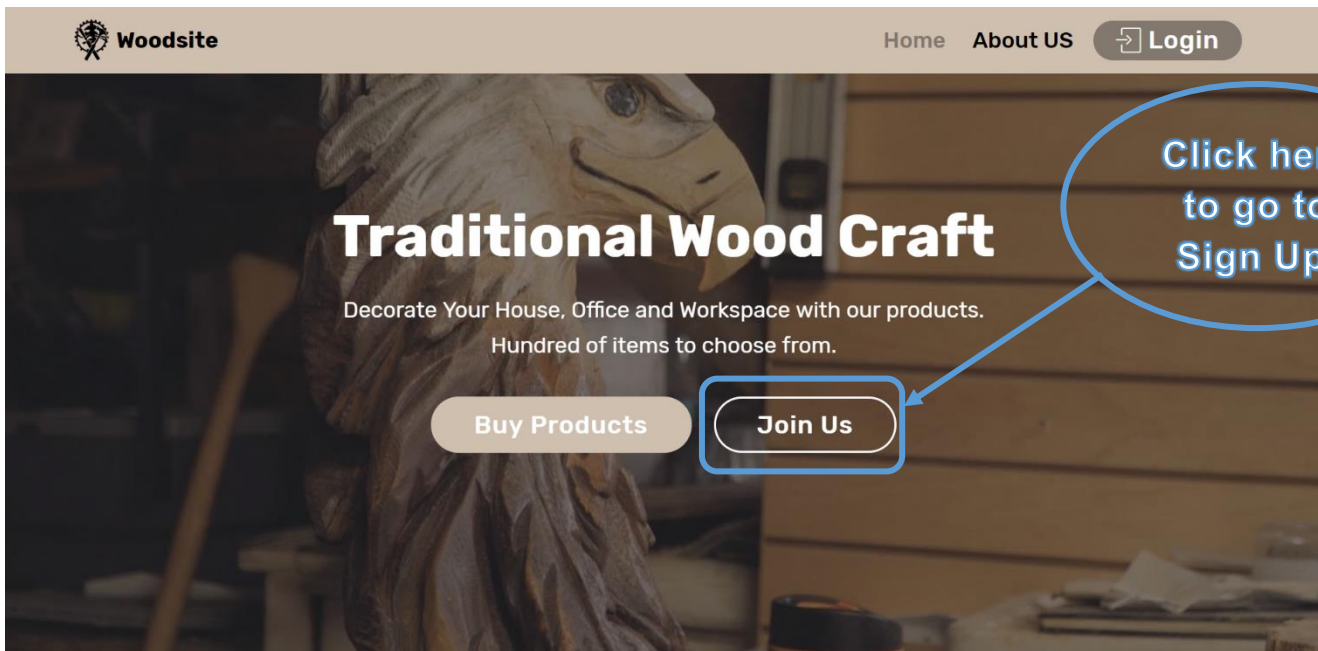 Woodsite
Home About US Login
Click
to go
Sign Up
Traditional Wood Craft
Decorate Your House, Office and Workspace with our products.
Hundred of items to choose from.
Buy Products Join Us